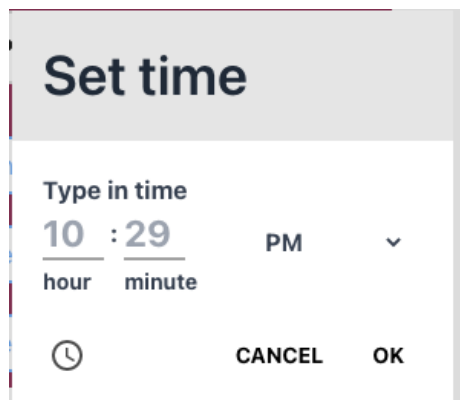 Set time
Type in time
10 : 29 PM
hour minute
CANCEL OK